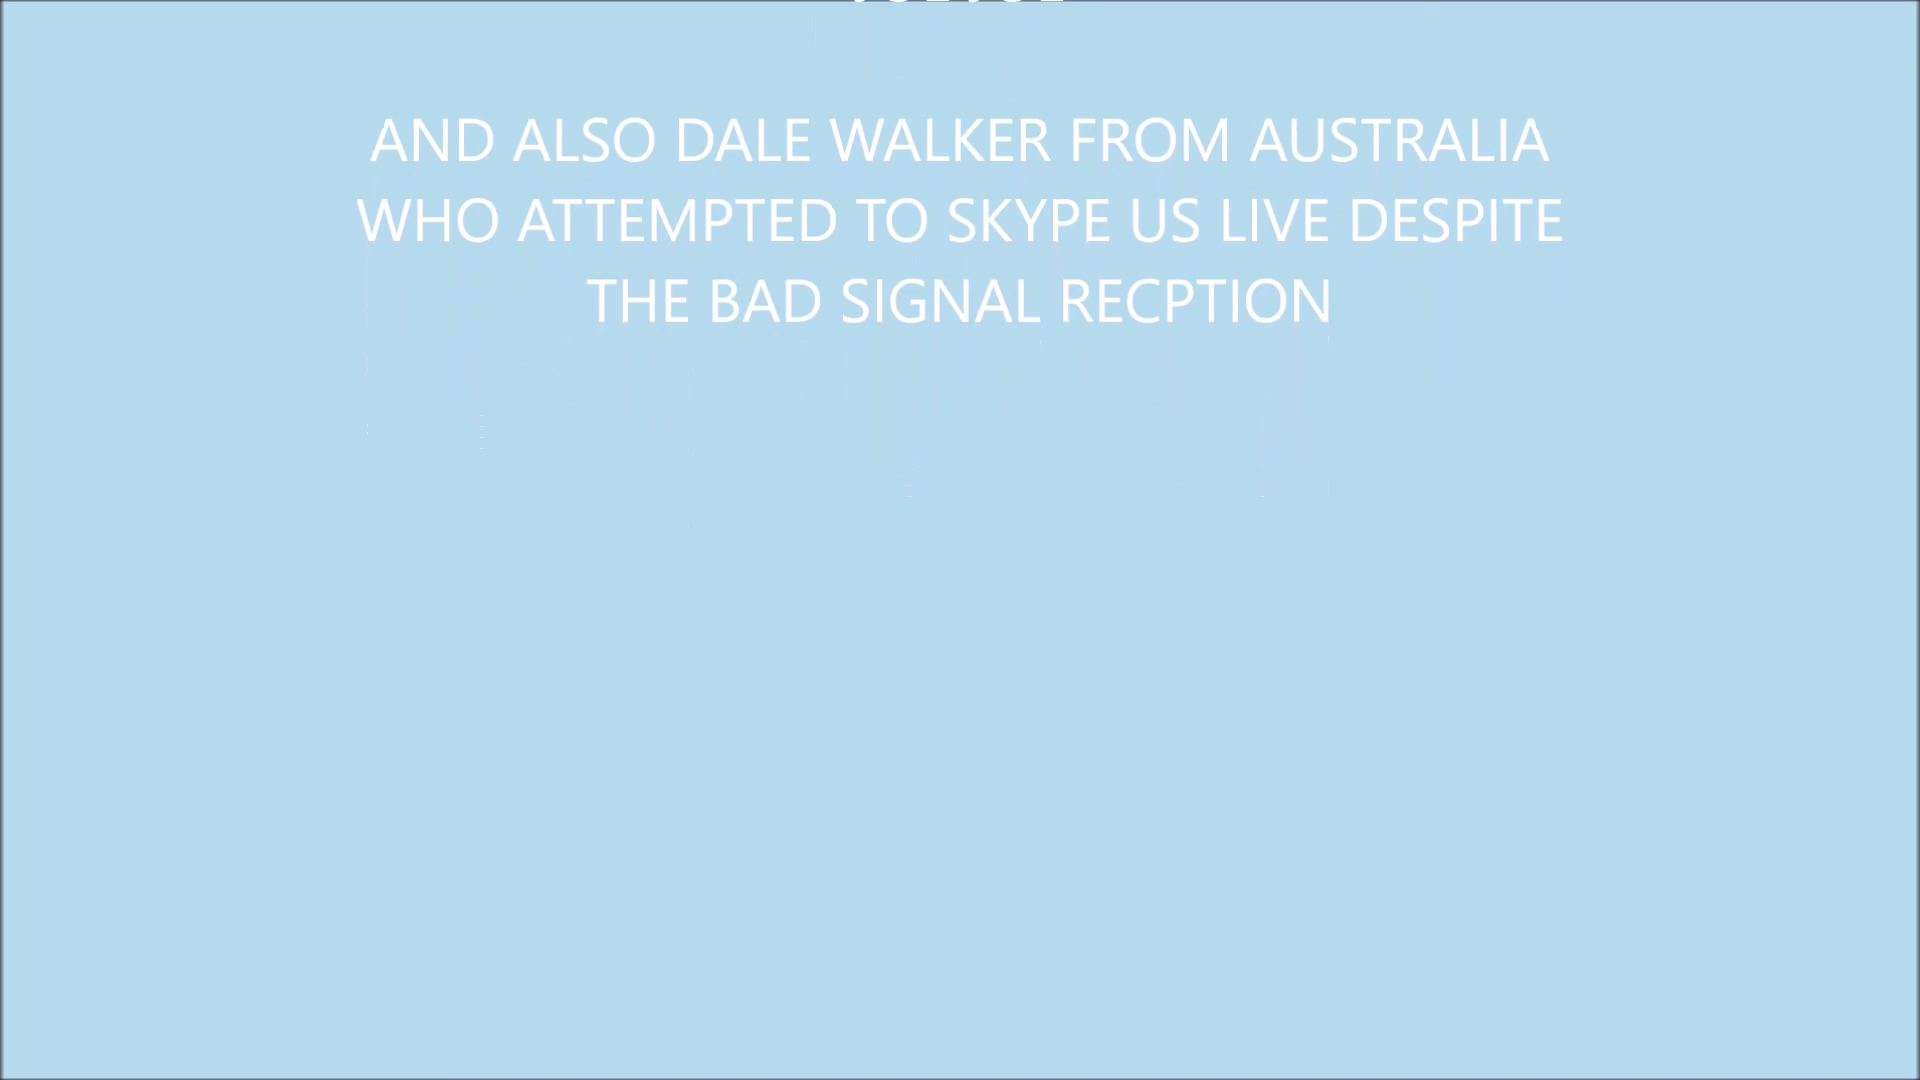 AND ALSO DALE WALKER FROM AUSTRALIA
WHO ATTEMPTED TO SKYPE US LIVE DESPITE
THE BAD SIGNAL RECPTION